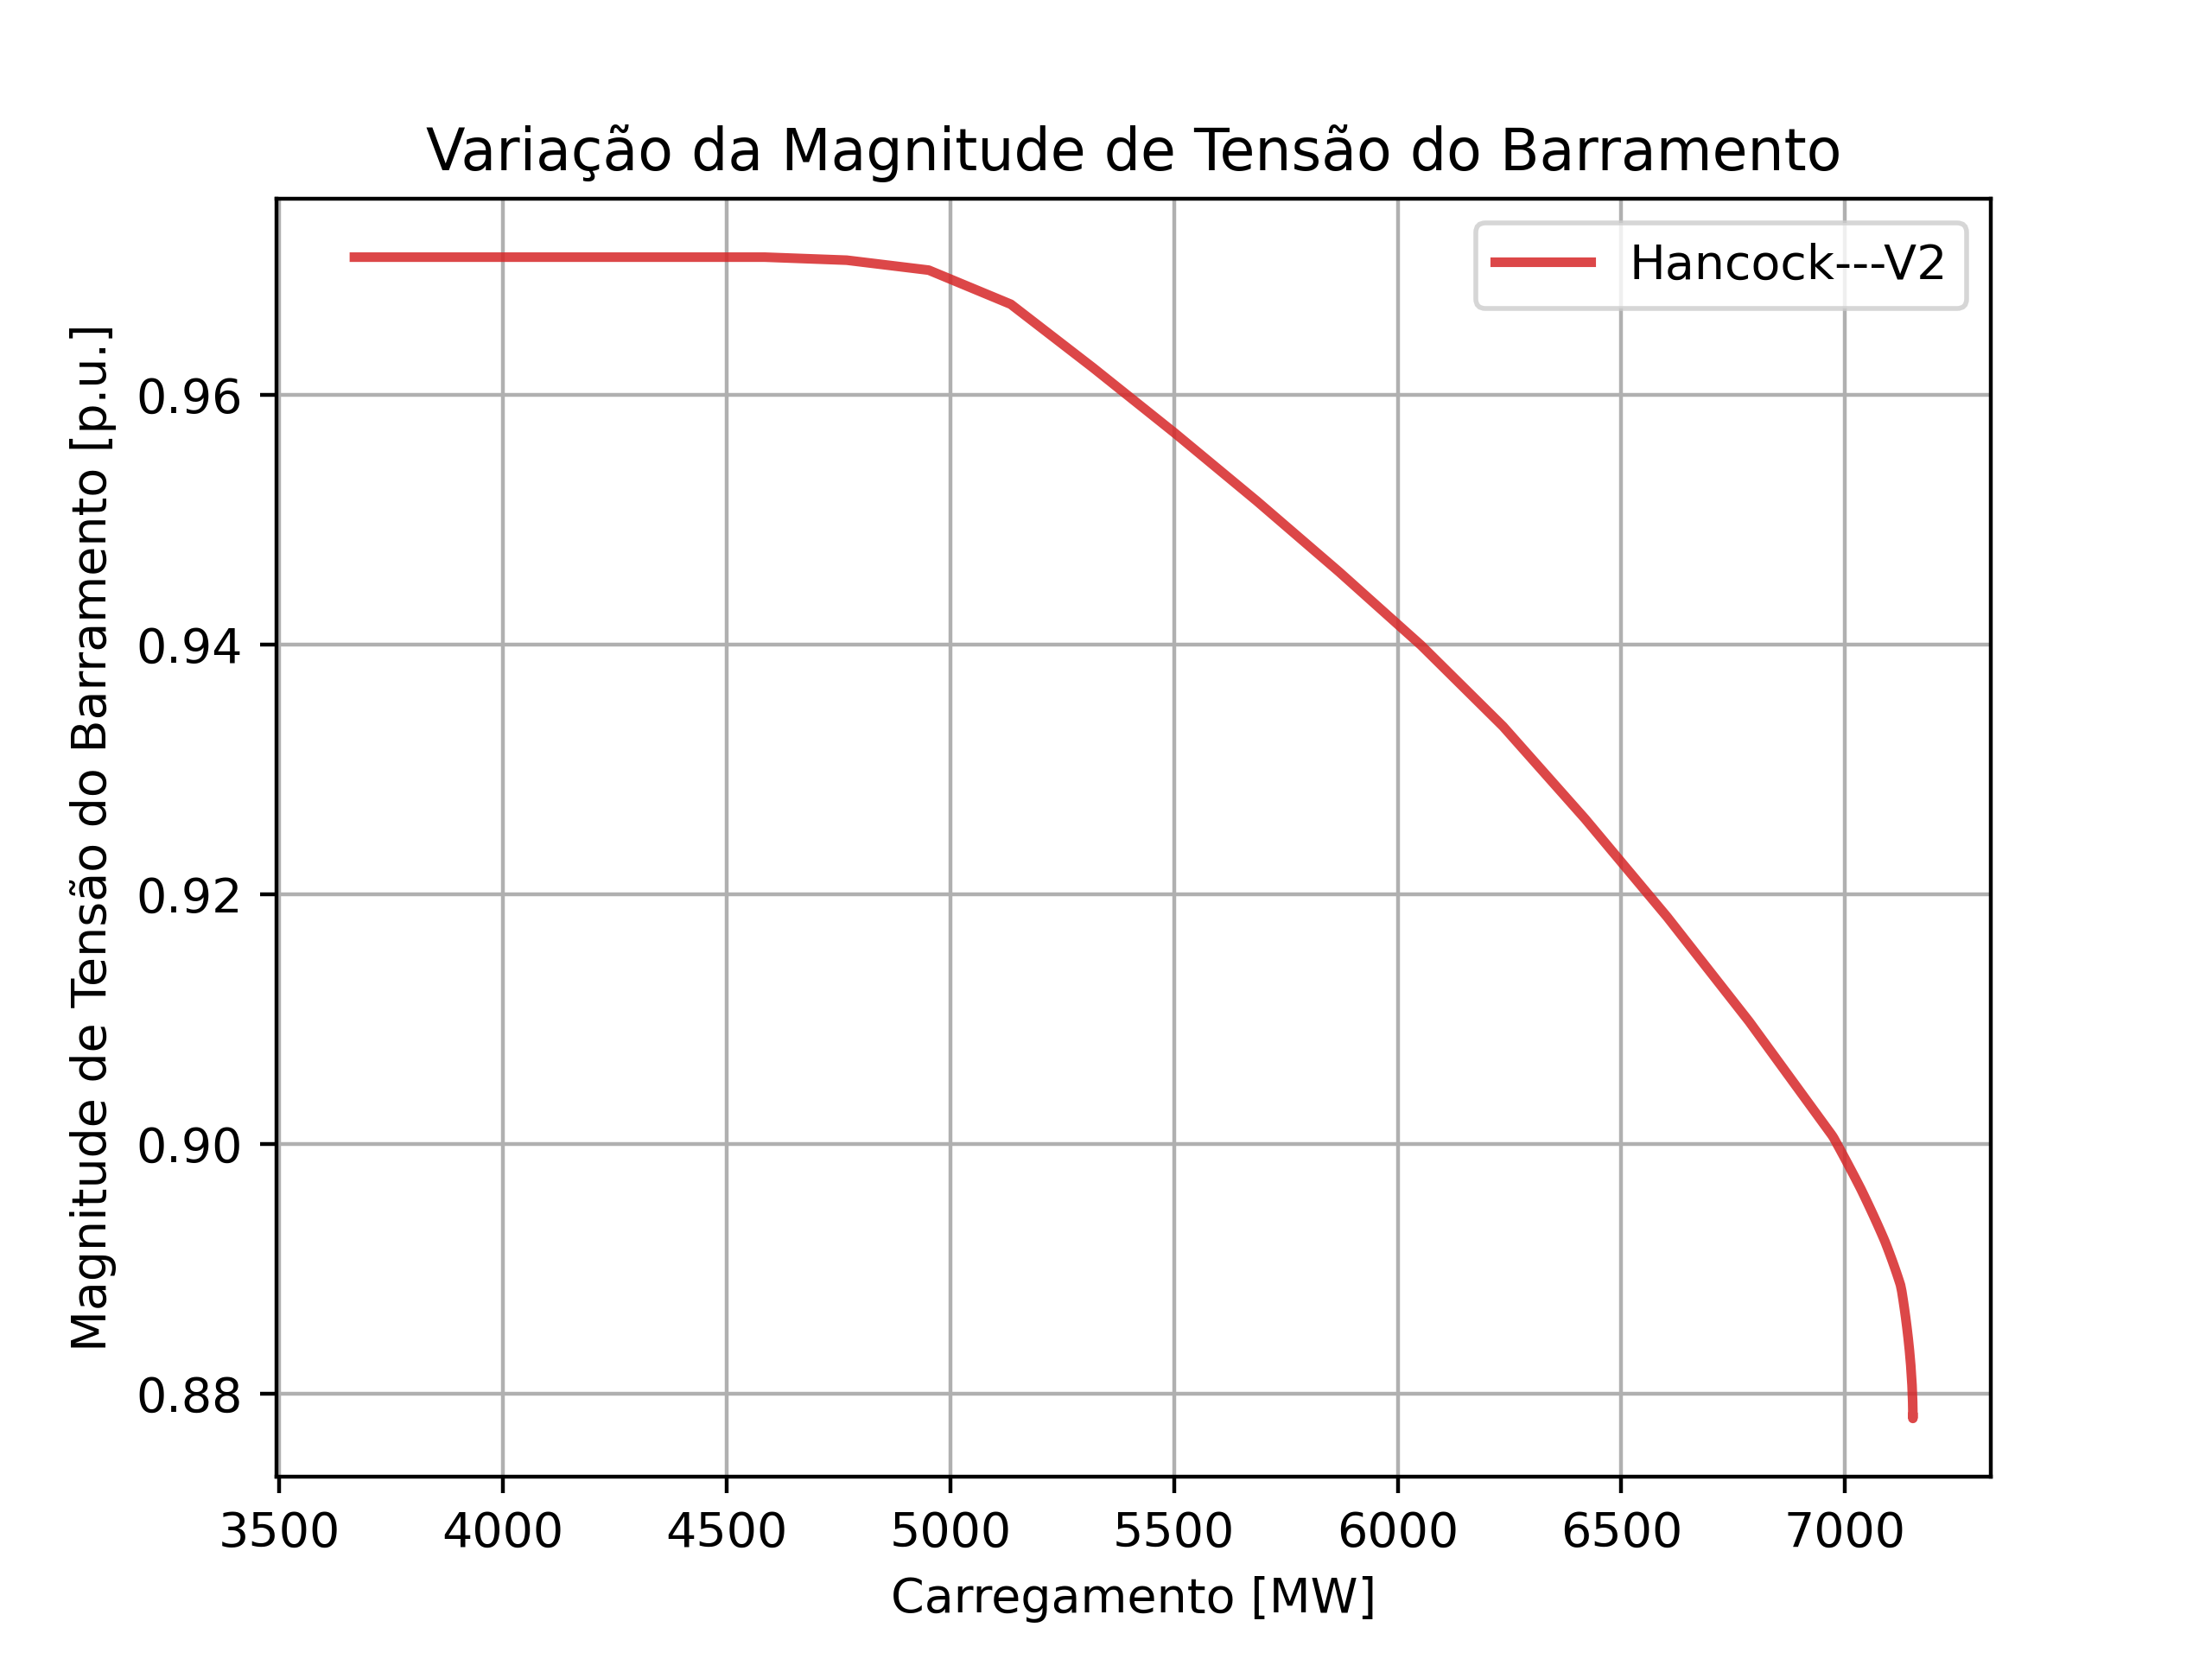 Variação da Magnitude de Tensão do Barramento
Hancock---V2
Magnitude de Tensão do Barramento [p.u.]
0.96
0.94
0.92
0.90
0.88
3500 4000 4500 5000 5500 6000 6500 7000
Carregamento [MW]